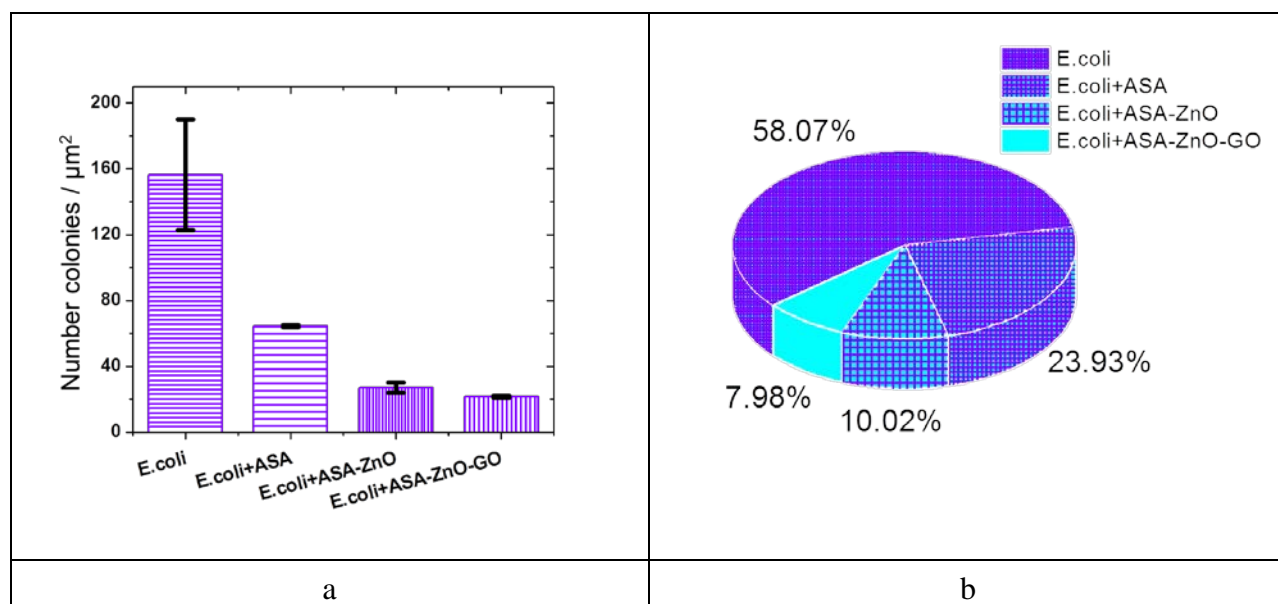 200
160
120
80
40
0
Number colonies / µm²
E.coli
E.coli+ASA
E.coli+ASA-ZnO
E.coli+ASA-ZnO-GO
E.coli
E.coli+ASA
E.coli+ASA-ZnO
E.coli+ASA-ZnO-GO
58.07%
23.93%
7.98%
10.02%
a
b